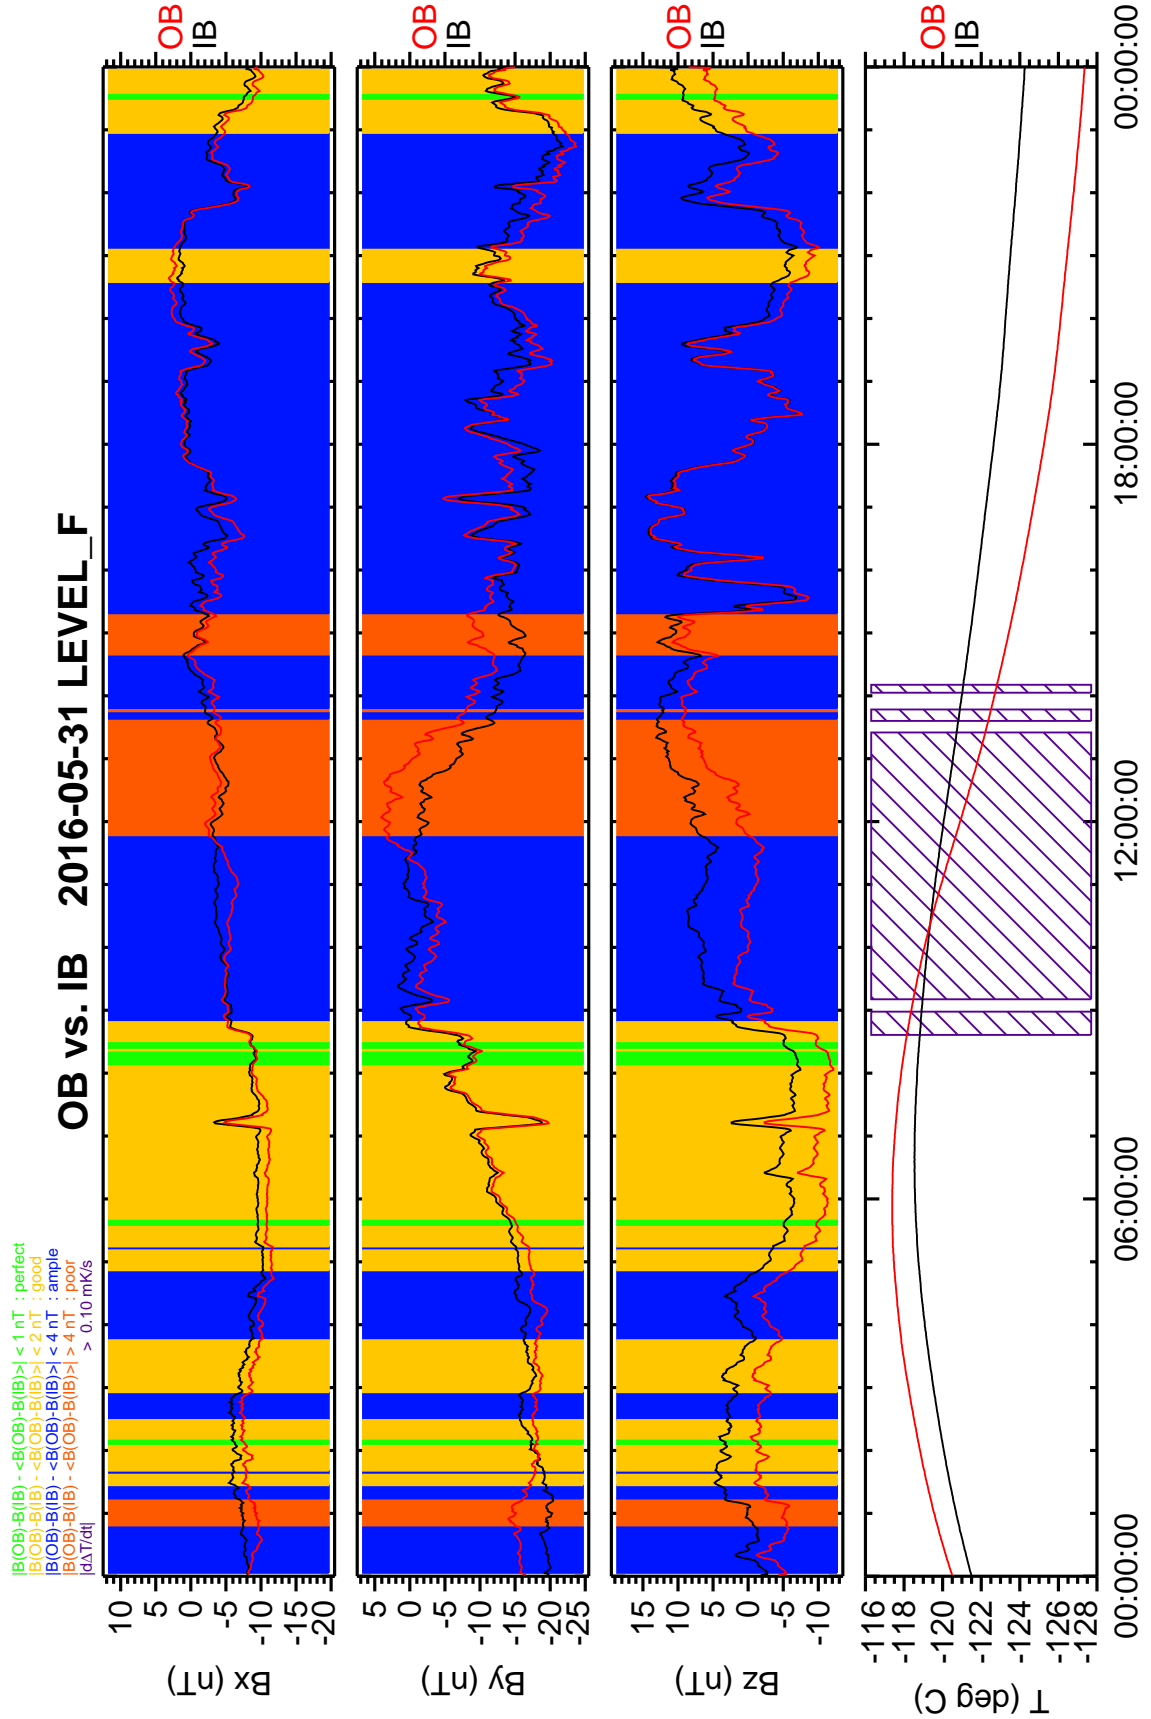 OB vs. IB 2016-05-31 LEVEL_F
|B(OB)-B(IB) - <B(OB)-B(IB)>| < 1 nT : perfect
|B(OB)-B(IB) - <B(OB)-B(IB)>| < 2 nT : good
|B(OB)-B(IB) - <B(OB)-B(IB)>| < 4 nT : ample
|B(OB)-B(IB) - <B(OB)-B(IB)>| > 4 nT : poor
|dΔT/dt| > 0.10 mK/s
Bx (nT)
10
5
0
-5
-10
-15
-20
OB
IB
By (nT)
5
0
-5
-10
-15
-20
-25
OB
IB
Bz (nT)
15
10
5
0
-5
-10
OB
IB
T (deg C)
-116
-118
-120
-122
-124
-126
-128
OB
IB
00:00:00 06:00:00 12:00:00 18:00:00 00:00:00